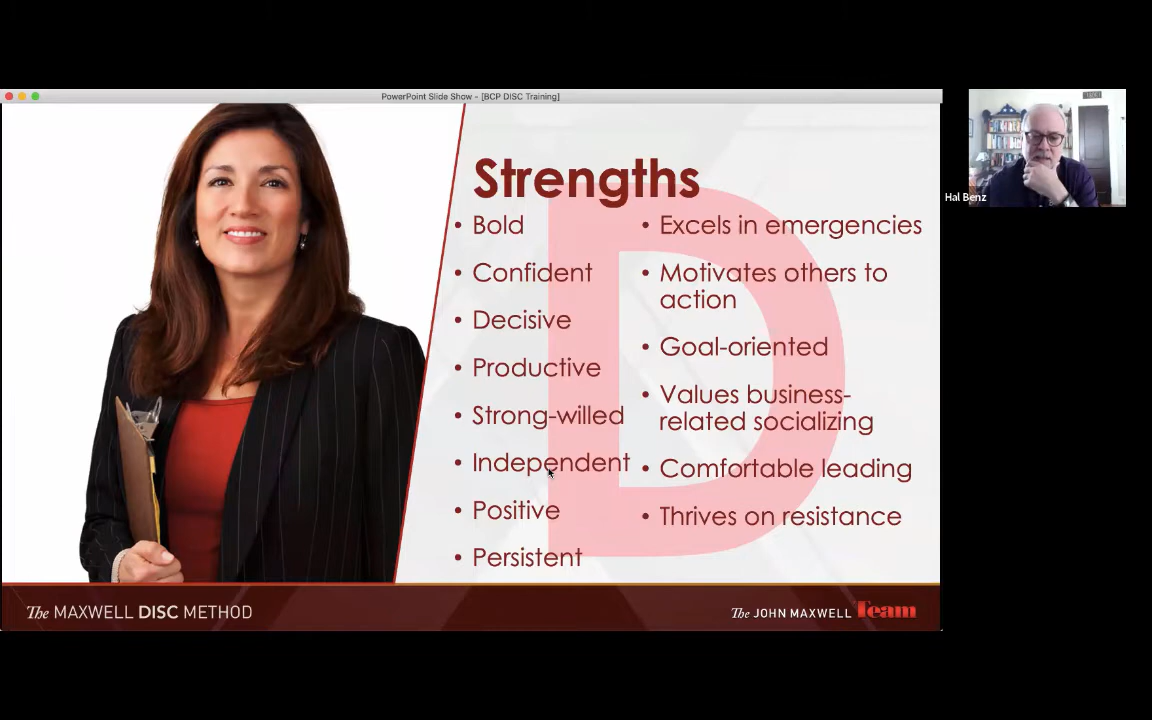 PowerPoint Slide Show - [BCP DISC Training]
Strengths
• Bold
• Confident
• Decisive
• Productive
• Strong-willed
• Independent
• Positive
• Persistent
• Excels in emergencies
• Motivates others to
action
• Goal-oriented
• Values business-
related socializing
• Comfortable leading
• Thrives on resistance
D
The MAXWELL DISC METHOD
The JOHN MAXWELL Team
Hal Benz